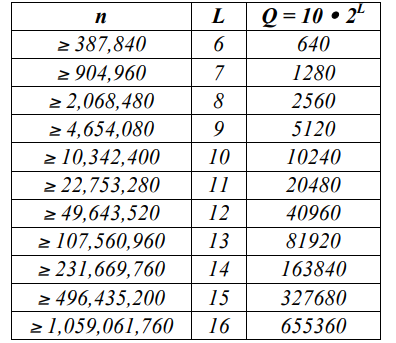 n L Q = 10 • 2^L
≥ 387,840 6 640
≥ 904,960 7 1280
≥ 2,068,480 8 2560
≥ 4,654,080 9 5120
≥ 10,342,400 10 10240
≥ 22,753,280 11 20480
≥ 49,643,520 12 40960
≥ 107,560,960 13 81920
≥ 231,669,760 14 163840
≥ 496,435,200 15 327680
≥ 1,059,061,760 16 655360